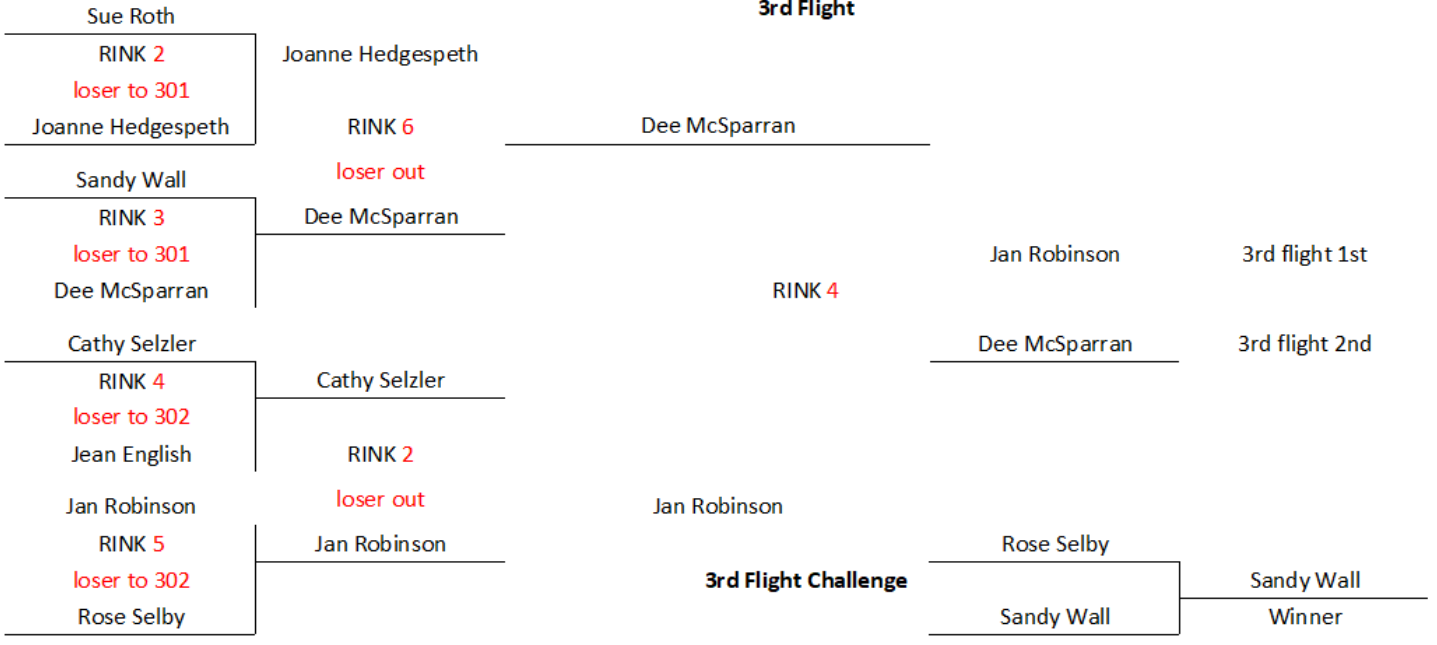 3rd Flight
Sue Roth
RINK 2 Joanne Hedgespeth
loser to 301
Joanne Hedgespeth RINK 6 Dee McSparran
loser out
Sandy Wall
RINK 3 Dee McSparran
loser to 301 Jan Robinson 3rd flight 1st
Dee McSparran RINK 4
Cathy Selzler Dee McSparran 3rd flight 2nd
RINK 4 Cathy Selzler
loser to 302
Jean English RINK 2
loser out
Jan Robinson Jan Robinson
RINK 5 Jan Robinson Rose Selby
loser to 302 3rd Flight Challenge Sandy Wall
Rose Selby Sandy Wall Winner